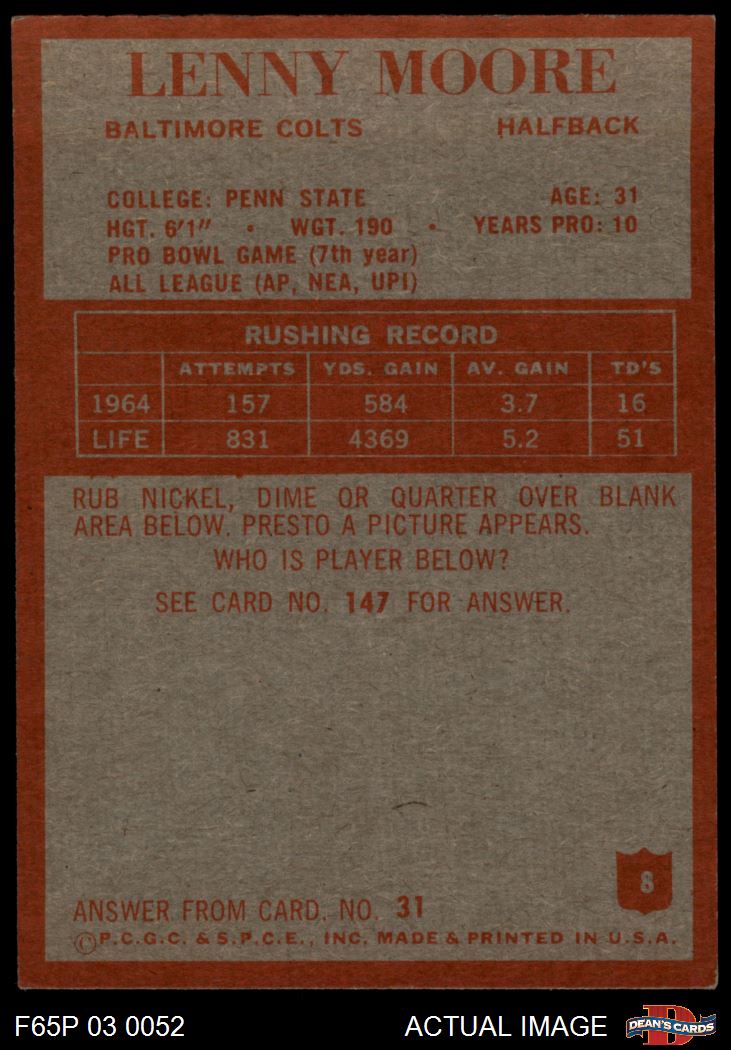 LENNY MOORE
BALTIMORE COLTS HALFBACK
COLLEGE: PENN STATE AGE: 31
HGT. 6'1" • WGT. 190 • YEARS PRO: 10
PRO BOWL GAME (7th year)
ALL LEAGUE (AP, NEA, UPI)
RUSHING RECORD
ATTEMPTS YDS. GAIN AV. GAIN TD'S
1964 157 584 3.7 16
LIFE 831 4369 5.2 51
RUB NICKEL, DIME OR QUARTER OVER BLANK
AREA BELOW. PRESTO A PICTURE APPEARS.
WHO IS PLAYER BELOW?
SEE CARD NO. 147 FOR ANSWER.
8
ANSWER FROM CARD. NO. 31
©P.C.G.C. & S.P.C.E., INC. MADE & PRINTED IN U.S.A.
F65P 03 0052 ACTUAL IMAGE D DEAN'S CARDS